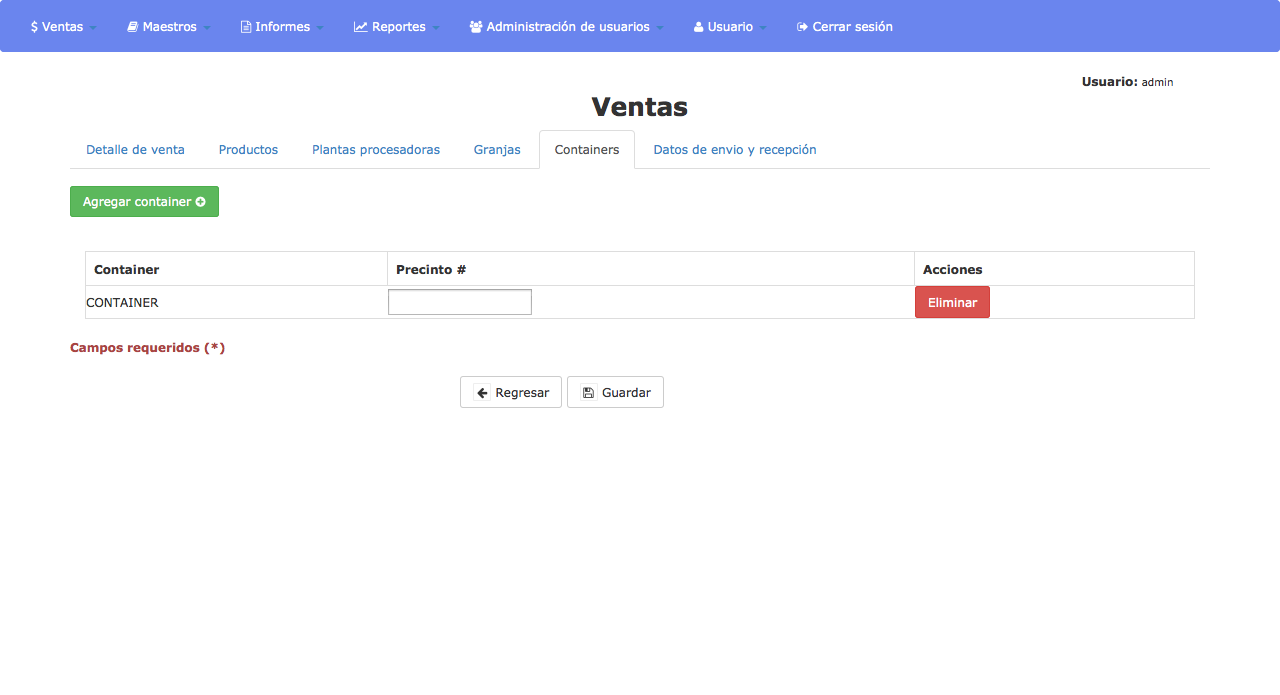 $ Ventas Maestros Informes Reportes Administración de usuarios Usuario Cerrar sesión
Usuario: admin
Ventas
Detalle de venta Productos Plantas procesadoras Granjas Containers Datos de envio y recepción
Agregar container
Container Precinto # Acciones
CONTAINER Eliminar
Campos requeridos (*)
Regresar Guardar